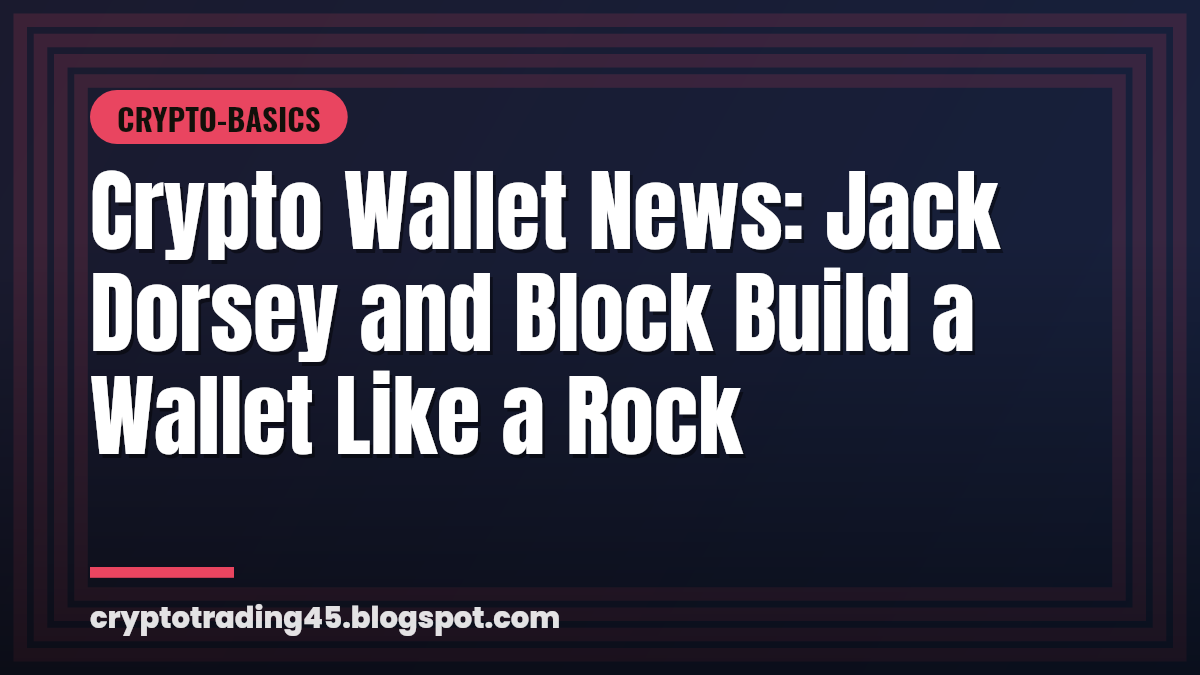 CRYPTO-BASICS
Crypto Wallet News: Jack
Dorsey and Block Build a
Wallet Like a Rock
cryptotrading45.blogspot.com